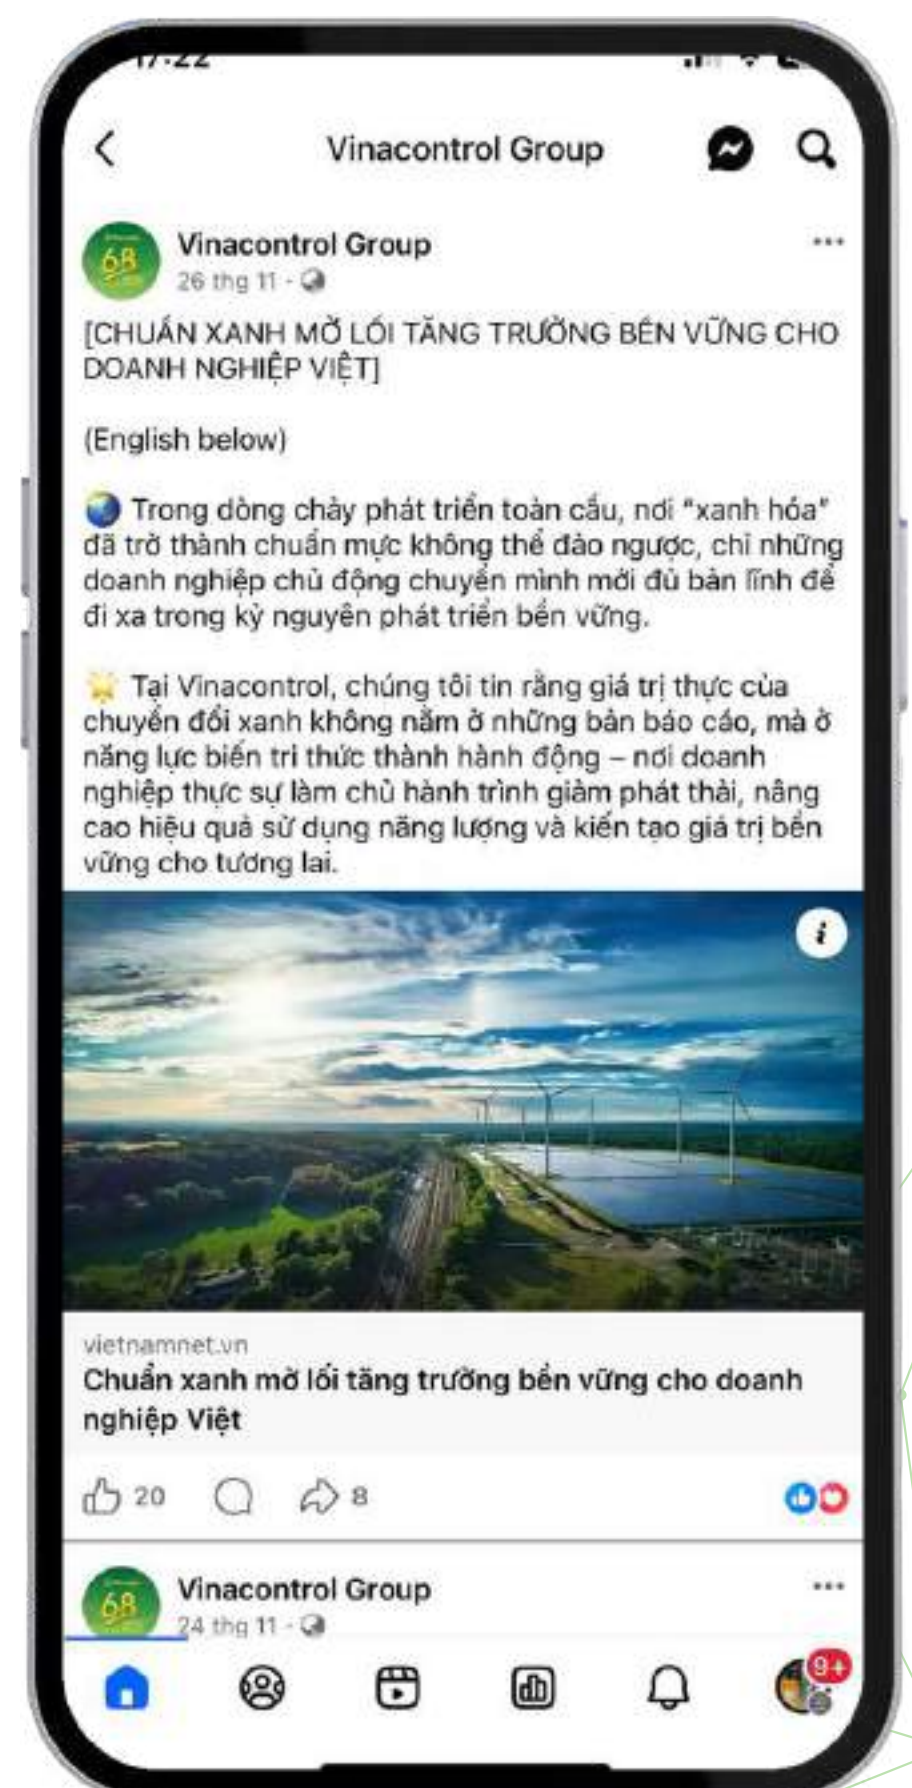 17:22
Vinacontrol Group
Vinacontrol Group
26 thg 11
[CHUẨN XANH MỞ LỐI TĂNG TRƯỞNG BỀN VỮNG CHO
DOANH NGHIỆP VIỆT]
(English below)
Trong dòng chảy phát triển toàn cầu, nơi “xanh hóa”
đã trở thành chuẩn mực không thể đảo ngược, chỉ những
doanh nghiệp chủ động chuyển mình mới đủ bản lĩnh để
đi xa trong kỷ nguyên phát triển bền vững.
Tại Vinacontrol, chúng tôi tin rằng giá trị thực của
chuyển đổi xanh không nằm ở những bản báo cáo, mà ở
năng lực biến tri thức thành hành động – nơi doanh
nghiệp thực sự làm chủ hành trình giảm phát thải, nâng
cao hiệu quả sử dụng năng lượng và kiến tạo giá trị bền
vững cho tương lai.
vietnamnet.vn
Chuẩn xanh mở lối tăng trưởng bền vững cho doanh
nghiệp Việt
20 8
68
Vinacontrol Group
24 thg 11
9+